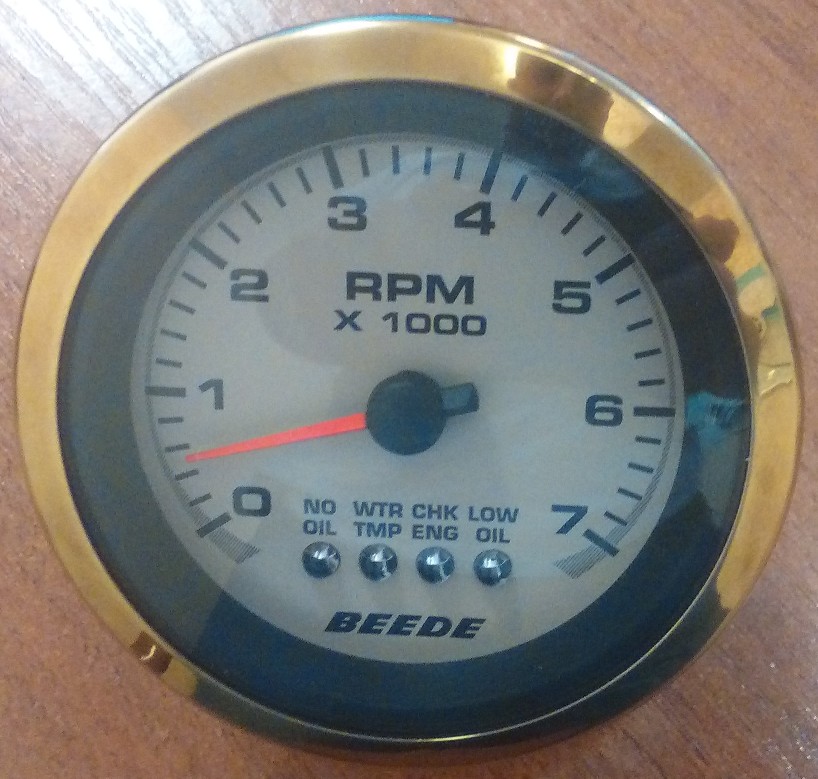 3 4
2 5
RPM
X 1000
1 6
0 7
NO OIL
WTR TMP
CHK ENG
LOW OIL
BEEDE